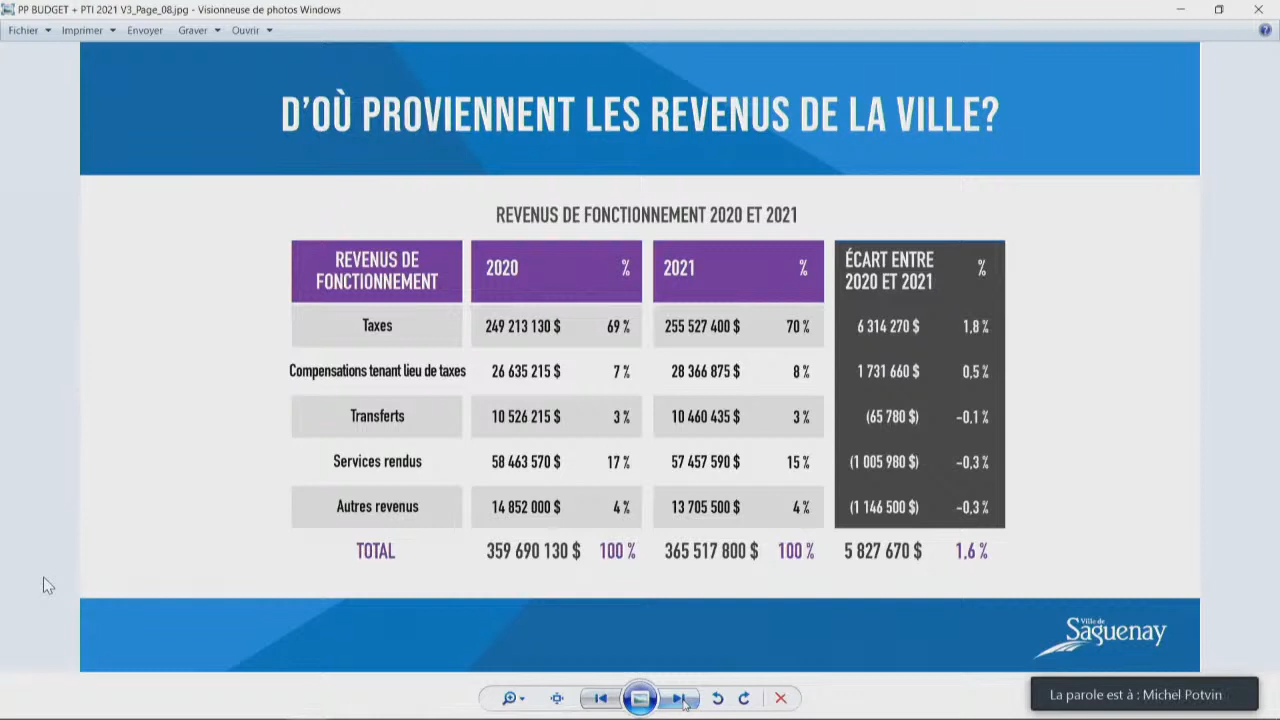 PP BUDGET + PTI 2021 V3_Page_08.jpg - Visionneuse de photos Windows
Fichier Imprimer Envoyer Graver Ouvrir
D'OÙ PROVIENNENT LES REVENUS DE LA VILLE?
REVENUS DE FONCTIONNEMENT 2020 ET 2021
REVENUS DE FONCTIONNEMENT 2020 % 2021 % ÉCART ENTRE 2020 ET 2021 %
Taxes 249 213 130 $ 69 % 255 527 400 $ 70 % 6 314 270 $ 1,8 %
Compensations tenant lieu de taxes 26 635 215 $ 7 % 28 366 875 $ 8 % 1 731 660 $ 0,5 %
Transferts 10 526 215 $ 3 % 10 460 435 $ 3 % (65 780 $) -0,1 %
Services rendus 58 463 570 $ 17 % 57 457 590 $ 15 % (1 005 980 $) -0,3 %
Autres revenus 14 852 000 $ 4 % 13 705 500 $ 4 % (1 146 500 $) -0,3 %
TOTAL 359 690 130 $ 100 % 365 517 800 $ 100 % 5 827 670 $ 1,6 %
Ville de
Saguenay
La parole est à : Michel Potvin